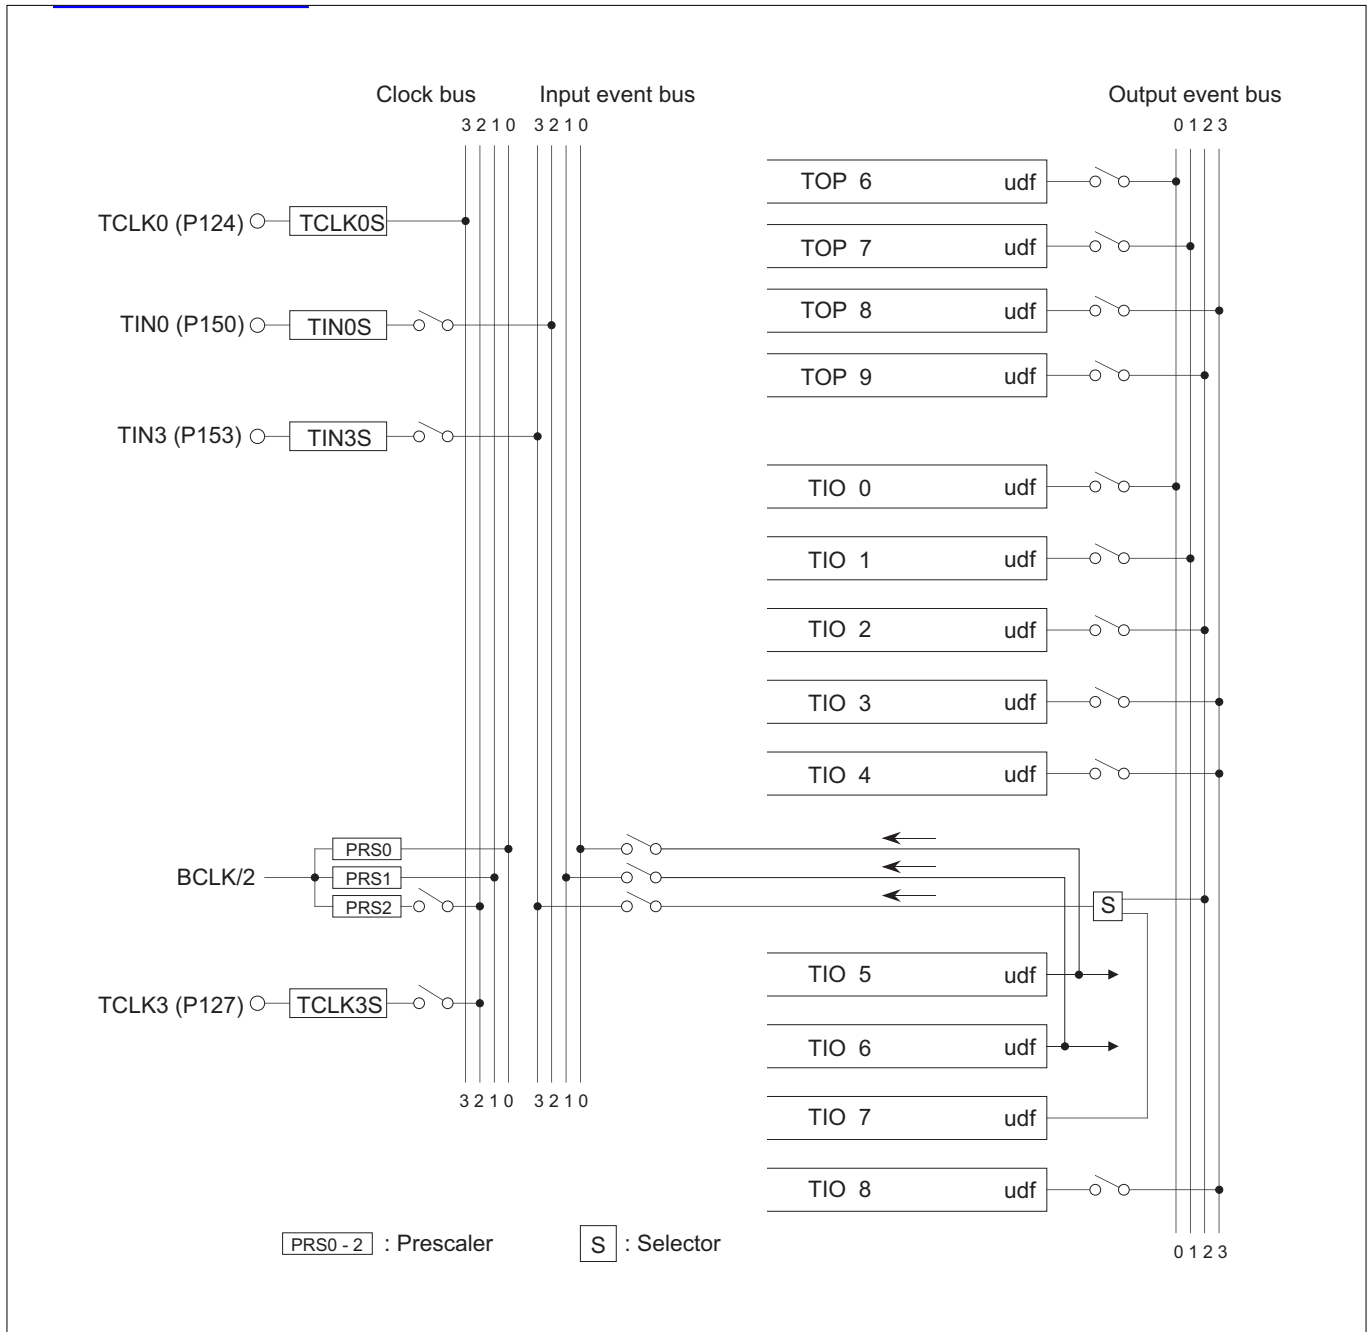 Clock bus Input event bus Output event bus
3 2 1 0 3 2 1 0 0 1 2 3
TOP 6 udf
TCLK0 (P124) TCLK0S
TOP 7 udf
TIN0 (P150) TIN0S
TOP 8 udf
TOP 9 udf
TIN3 (P153) TIN3S
TIO 0 udf
TIO 1 udf
TIO 2 udf
TIO 3 udf
TIO 4 udf
PRS0
BCLK/2 PRS1
PRS2 S
TIO 5 udf
TCLK3 (P127) TCLK3S
TIO 6 udf
3 2 1 0 3 2 1 0
TIO 7 udf
TIO 8 udf
PRS0 - 2 : Prescaler S : Selector
0 1 2 3